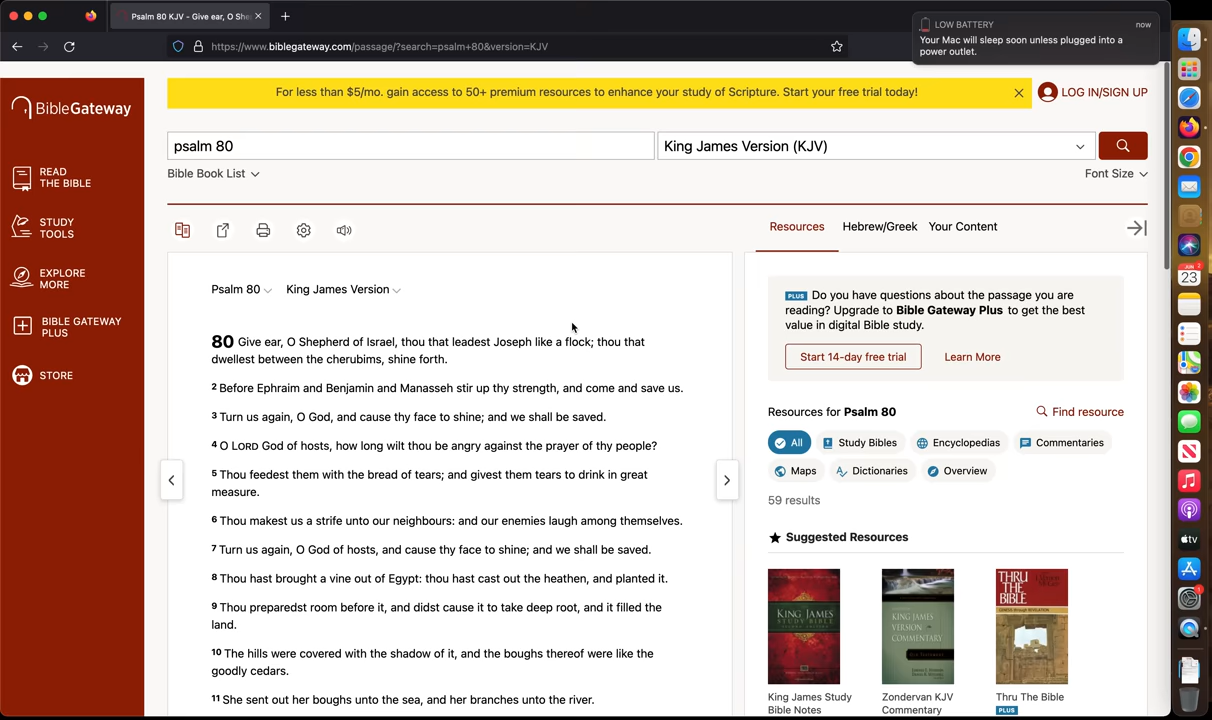 Psalm 80 KJV - Give ear, O She
LOW BATTERY
now
Your Mac will sleep soon unless plugged into a
power outlet.
https://www.biblegateway.com/passage/?search=psalm+80&version=KJV
BibleGateway
For less than $5/mo. gain access to 50+ premium resources to enhance your study of Scripture. Start your free trial today!
LOG IN/SIGN UP
psalm 80
King James Version (KJV)
Bible Book List
Font Size
READ
THE BIBLE
STUDY
TOOLS
EXPLORE
MORE
BIBLE GATEWAY
PLUS
STORE
Resources
Hebrew/Greek
Your Content
Psalm 80
King James Version
80 Give ear, O Shepherd of Israel, thou that leadest Joseph like a flock; thou that
dwellest between the cherubims, shine forth.
2 Before Ephraim and Benjamin and Manasseh stir up thy strength, and come and save us.
3 Turn us again, O God, and cause thy face to shine; and we shall be saved.
4 O LORD God of hosts, how long wilt thou be angry against the prayer of thy people?
5 Thou feedest them with the bread of tears; and givest them tears to drink in great
measure.
6 Thou makest us a strife unto our neighbours: and our enemies laugh among themselves.
7 Turn us again, O God of hosts, and cause thy face to shine; and we shall be saved.
8 Thou hast brought a vine out of Egypt: thou hast cast out the heathen, and planted it.
9 Thou preparedst room before it, and didst cause it to take deep root, and it filled the
land.
10 The hills were covered with the shadow of it, and the boughs thereof were like the
goodly cedars.
11 She sent out her boughs unto the sea, and her branches unto the river.
PLUS Do you have questions about the passage you are
reading? Upgrade to Bible Gateway Plus to get the best
value in digital Bible study.
Start 14-day free trial
Learn More
Resources for Psalm 80
Find resource
All
Study Bibles
Encyclopedias
Commentaries
Maps
Dictionaries
Overview
59 results
Suggested Resources
KING JAMES
STUDY BIBLE
KING JAMES
VERSION
COMMENTARY
THRU
THE
BIBLE
King James Study
Bible Notes
Zondervan KJV
Commentary
Thru The Bible
PLUS
23
tv